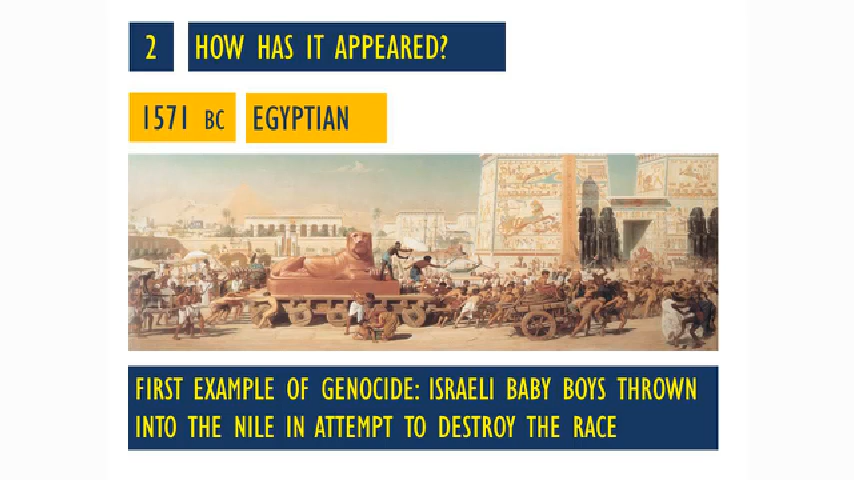 2 HOW HAS IT APPEARED?
1571 BC EGYPTIAN
FIRST EXAMPLE OF GENOCIDE: ISRAELI BABY BOYS THROWN
INTO THE NILE IN ATTEMPT TO DESTROY THE RACE